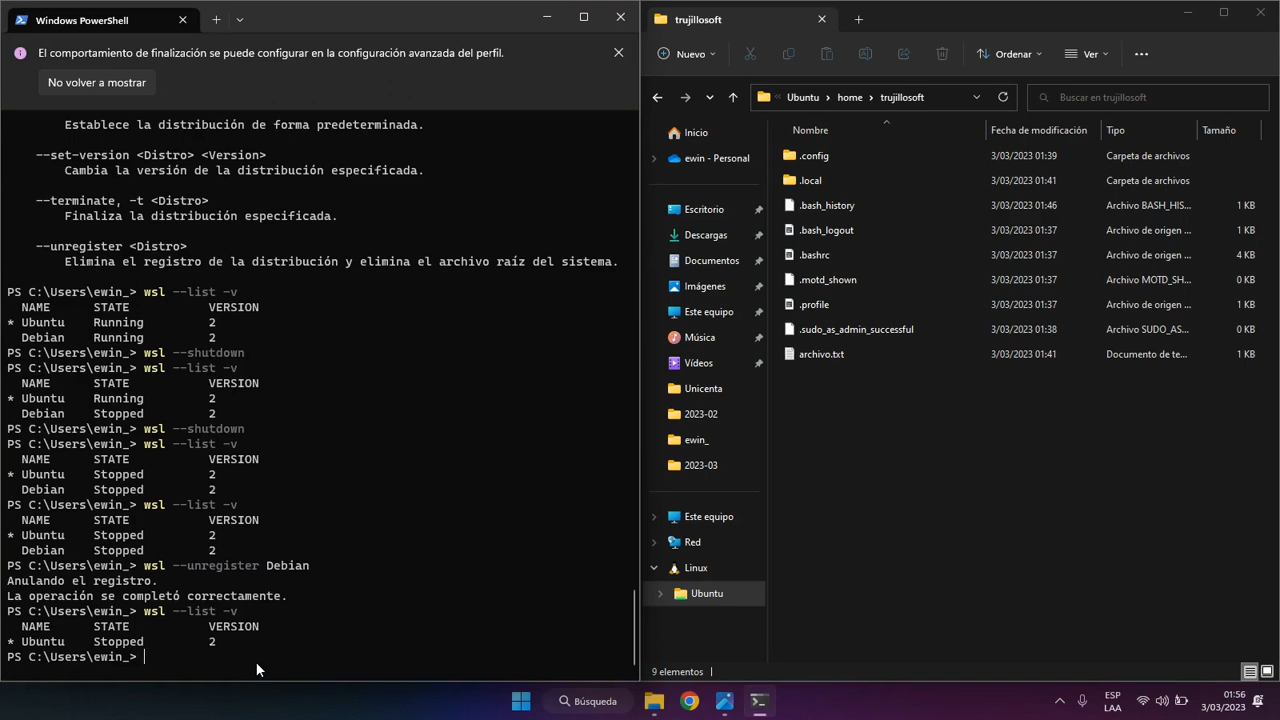 Windows PowerShell
El comportamiento de finalización se puede configurar en la configuración avanzada del perfil.
No volver a mostrar
Establece la distribución de forma predeterminada.
--set-version <Distro> <Version>
Cambia la versión de la distribución especificada.
--terminate, -t <Distro>
Finaliza la distribución especificada.
--unregister <Distro>
Elimina el registro de la distribución y elimina el archivo raíz del sistema.
PS C:\Users\ewin_> wsl --list -v
NAME STATE VERSION
* Ubuntu Running 2
Debian Running 2
PS C:\Users\ewin_> wsl --shutdown
PS C:\Users\ewin_> wsl --list -v
NAME STATE VERSION
* Ubuntu Running 2
Debian Stopped 2
PS C:\Users\ewin_> wsl --shutdown
PS C:\Users\ewin_> wsl --list -v
NAME STATE VERSION
* Ubuntu Stopped 2
Debian Stopped 2
PS C:\Users\ewin_> wsl --list -v
NAME STATE VERSION
* Ubuntu Stopped 2
Debian Stopped 2
PS C:\Users\ewin_> wsl --unregister Debian
Anulando el registro.
La operación se completó correctamente.
PS C:\Users\ewin_> wsl --list -v
NAME STATE VERSION
* Ubuntu Stopped 2
PS C:\Users\ewin_>
trujillosoft
Nuevo Ordenar Ver
Ubuntu home trujillosoft Buscar en trujillosoft
Inicio
ewin - Personal
Escritorio
Descargas
Documentos
Imágenes
Este equipo
Música
Vídeos
Unicenta
2023-02
ewin_
2023-03
Este equipo
Red
Linux
Ubuntu
Nombre Fecha de modificación Tipo Tamaño
.config 3/03/2023 01:39 Carpeta de archivos
.local 3/03/2023 01:41 Carpeta de archivos
.bash_history 3/03/2023 01:46 Archivo BASH_HIS... 1 KB
.bash_logout 3/03/2023 01:37 Archivo de origen ... 1 KB
.bashrc 3/03/2023 01:37 Archivo de origen ... 4 KB
.motd_shown 3/03/2023 01:37 Archivo MOTD_SH... 1 KB
.profile 3/03/2023 01:37 Archivo de origen ... 1 KB
.sudo_as_admin_successful 3/03/2023 01:38 Archivo SUDO_AS... 0 KB
archivo.txt 3/03/2023 01:41 Documento de te... 1 KB
9 elementos
Búsqueda
ESP
LAA
01:56
3/03/2023